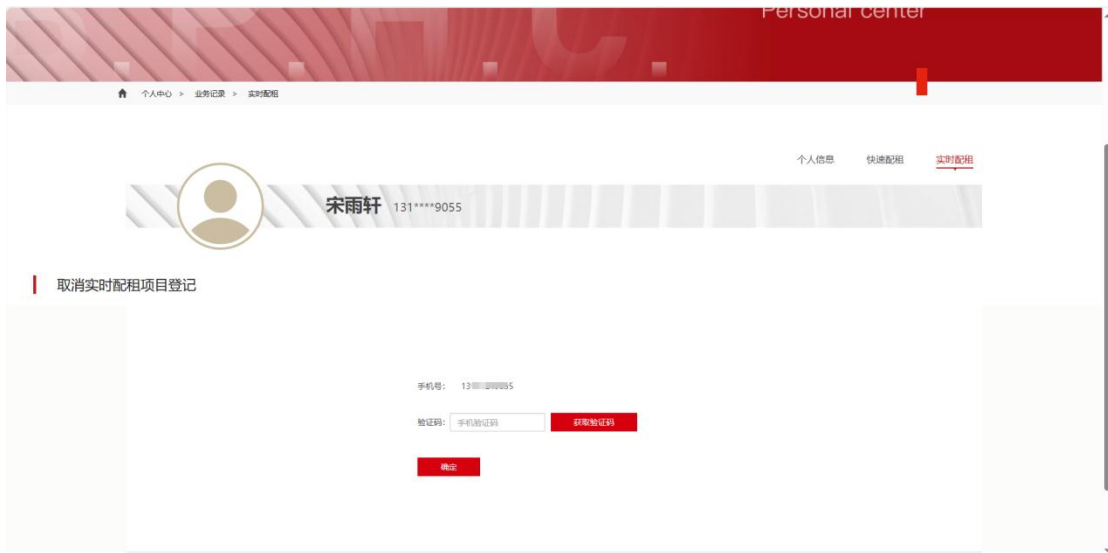 B.P.H.C.
Personal center
个人中心 > 业务记录 > 实时配租
个人信息 快速配租 实时配租
宋雨轩 131****9055
取消实时配租项目登记
手机号:
验证码: 手机验证码 获取验证码
确定